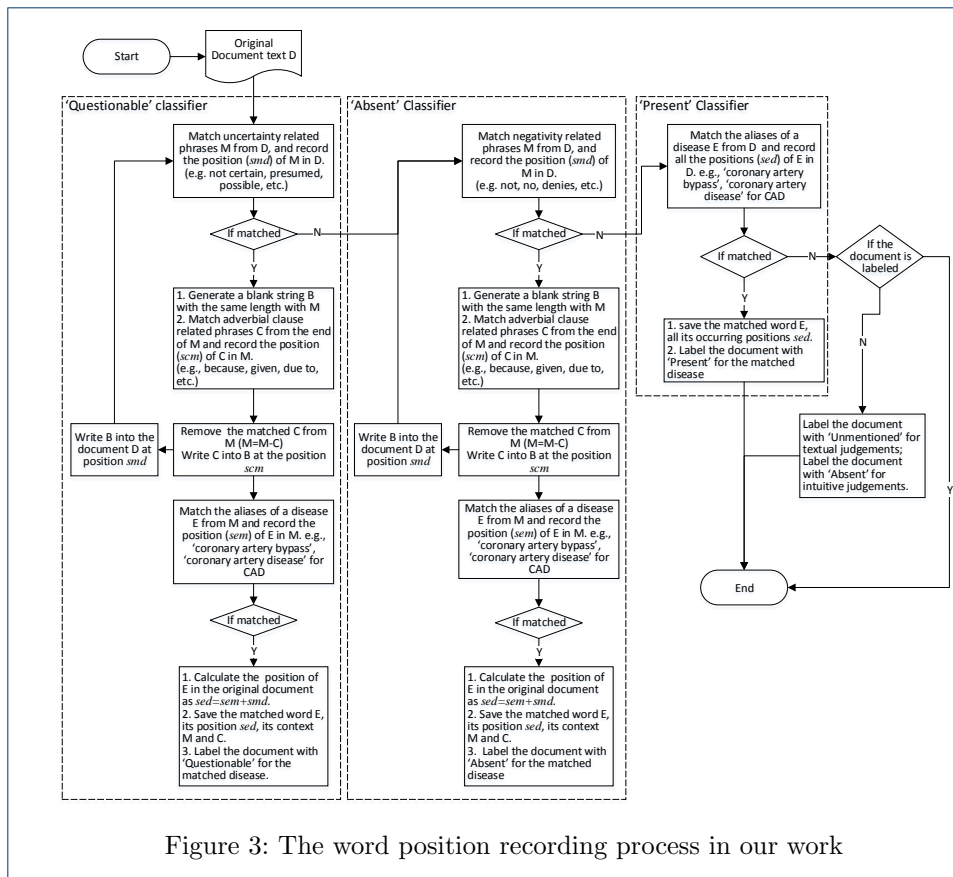 Start
Original
Document text D
'Questionable' classifier
Match uncertainty related
phrases M from D, and record
the position (smd) of M in D.
(e.g. not certain, presumed,
possible, etc.)
If matched
N
Y
1. Generate a blank string B
with the same length with M
2. Match adverbial clause
related phrases C from the end
of M and record the position
(scm) of C in M.
(e.g., because, given, due to,
etc.)
Write B into the
document D at
position smd
Remove the matched C from
M (M=M-C)
Write C into B at the position
scm
Match the aliases of a disease
E from M and record the
position (sem) of E in M. e.g.,
'coronary artery bypass',
'coronary artery disease' for
CAD
If matched
Y
1. Calculate the position of
E in the original document
as sed=sem+smd.
2. Save the matched word E,
its position sed, its context
M and C.
3. Label the document with
'Questionable' for the
matched disease.
'Absent' Classifier
Match negativity related
phrases M from D, and
record the position (smd) of
M in D.
(e.g. not, no, denies, etc.)
If matched
N
Y
1. Generate a blank string B
with the same length with M
2. Match adverbial clause
related phrases C from the end
of M and record the position
(scm) of C in M.
(e.g., because, given, due to,
etc.)
Write B into the
document D at
position smd
Remove the matched C from
M (M=M-C)
Write C into B at the position
scm
Match the aliases of a disease
E from M and record the
position (sem) of E in M. e.g.,
'coronary artery bypass',
'coronary artery disease' for
CAD
If matched
Y
1. Calculate the position of
E in the original document
as sed=sem+smd.
2. Save the matched word E,
its position sed, its context
M and C.
3. Label the document with
'Absent' for the matched
disease
'Present' Classifier
Match the aliases of a
disease E from D and record
all the positions (sed) of E in
D. e.g., 'coronary artery
bypass', 'coronary artery
disease' for CAD
If matched
N
Y
1. save the matched word E,
all its occurring positions sed.
2. Label the document with
'Present' for the matched
disease
If the
document is
labeled
N
Y
Label the document
with 'Unmentioned' for
textual judgements;
Label the document
with 'Absent' for
intuitive judgements.
End
Figure 3: The word position recording process in our work